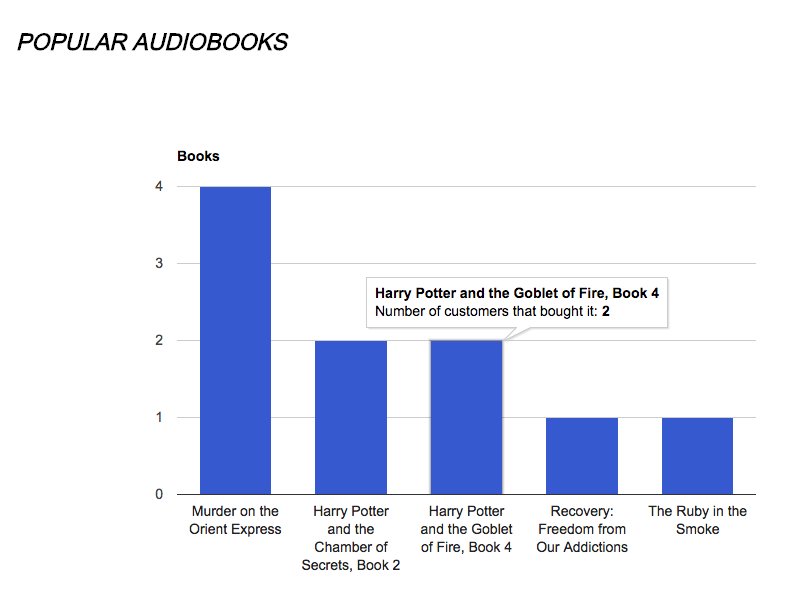 POPULAR AUDIOBOOKS
Books
4
3
Harry Potter and the Goblet of Fire, Book 4
Number of customers that bought it: 2
2
1
0
Murder on the
Orient Express
Harry Potter
and the
Chamber of
Secrets, Book 2
Harry Potter
and the Goblet
of Fire, Book 4
Recovery:
Freedom from
Our Addictions
The Ruby in the
Smoke